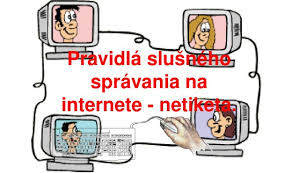 Pravidlá slušného
správania na
internete - netiketa